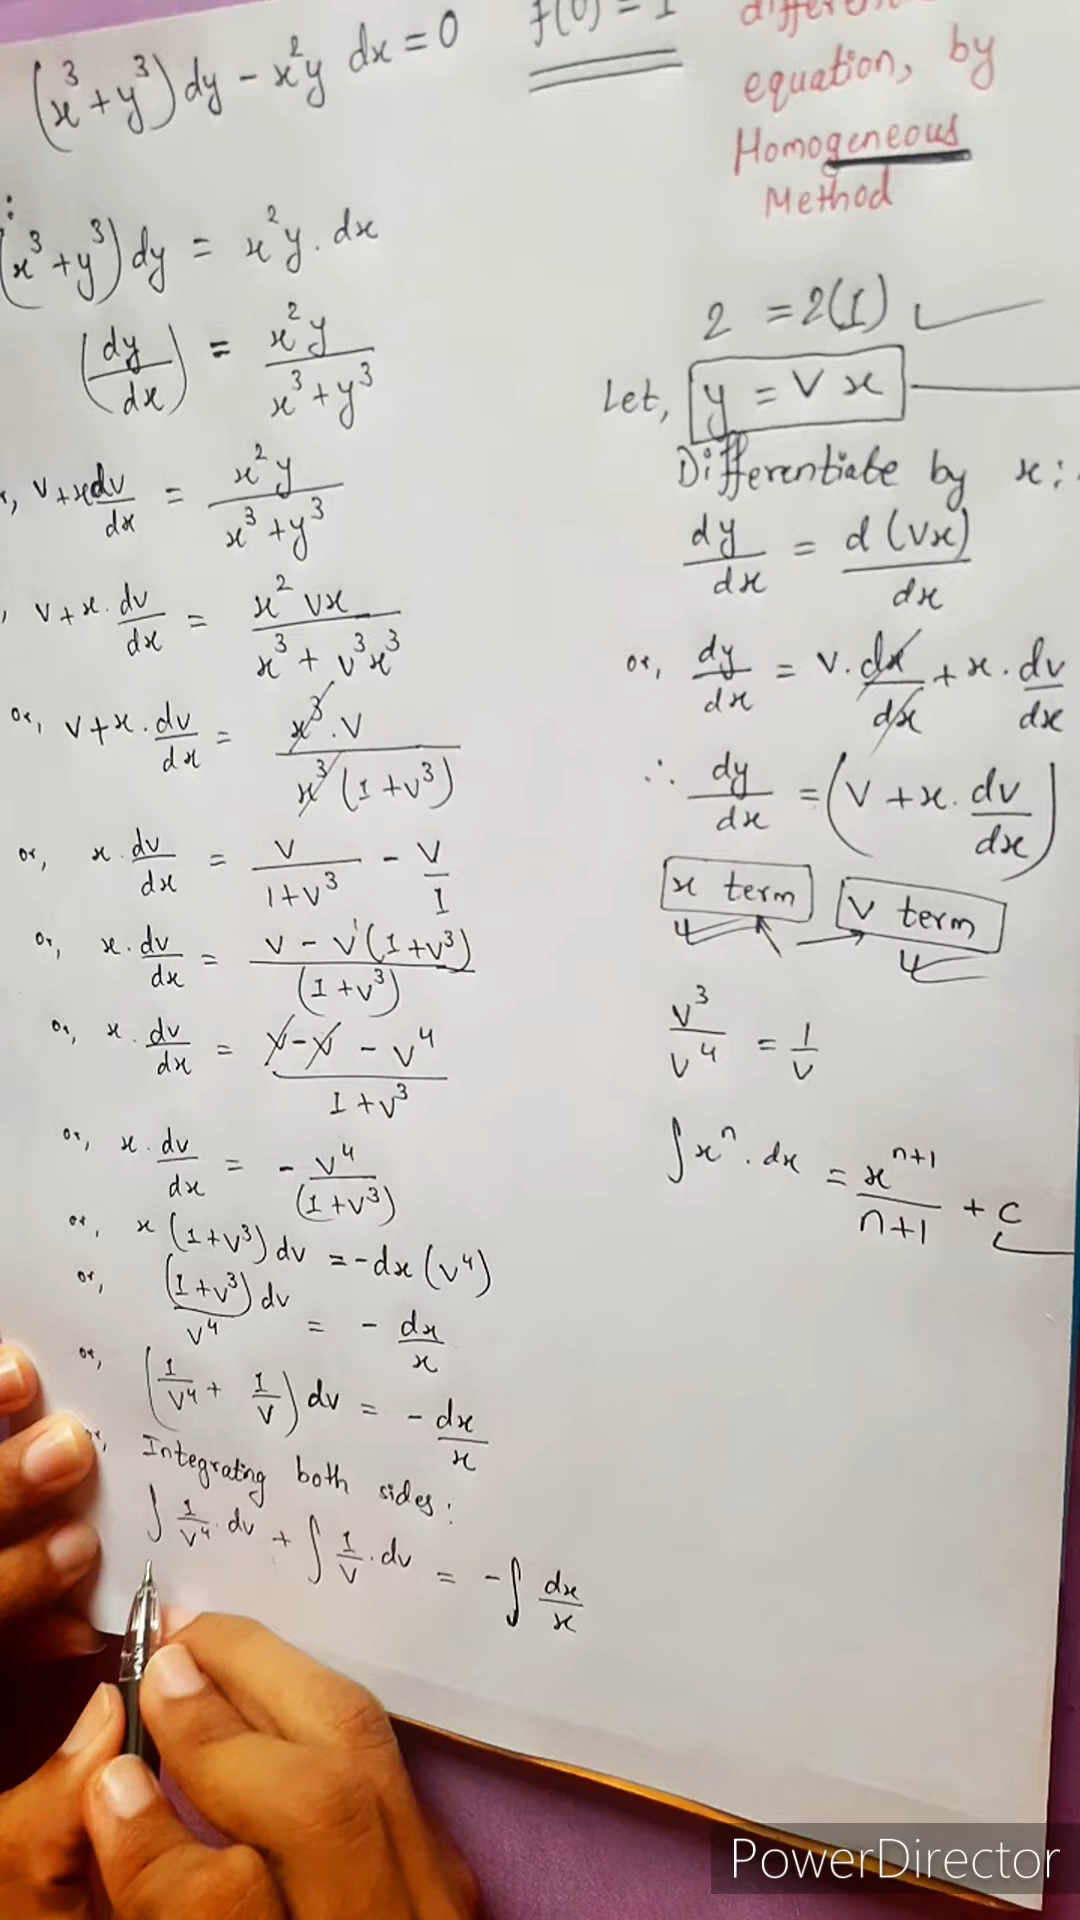 (x³ + y³) dy − x²y dx = 0
(x³ + y³) dy = x²y . dx
(dy/dx) = x²y / x³ + y³
v + x dv/dx = x²y / x³ + y³
v + x . dv/dx = x² vx / x³ + v³x³
or, v + x . dv/dx = x³ . v / x³ (1 + v³)
or, x . dv/dx = v / 1 + v³ − v/1
or, x . dv/dx = v − v (1 + v³) / (1 + v³)
or, x . dv/dx = v − v − v⁴ / 1 + v³
or, x . dv/dx = − v⁴ / (1 + v³)
or, x (1 + v³) dv = −dx (v⁴)
or, (1 + v³) dv / v⁴ = − dx/x
or, (1/v⁴ + 1/v) dv = − dx/x
Integrating both sides:
∫ 1/v⁴ . dv + ∫ 1/v . dv = − ∫ dx/x
f(0) = 1
equation, by
Homogeneous
Method
2 = 2(1)
Let, y = v x
Differentiate by x :
dy/dx = d (vx) / dx
or, dy/dx = v . dx/dx + x . dv/dx
∴ dy/dx = (v + x . dv/dx)
x term
v term
v³/v⁴ = 1/v
∫ xⁿ . dx = xⁿ⁺¹ / n+1 + c
PowerDirector